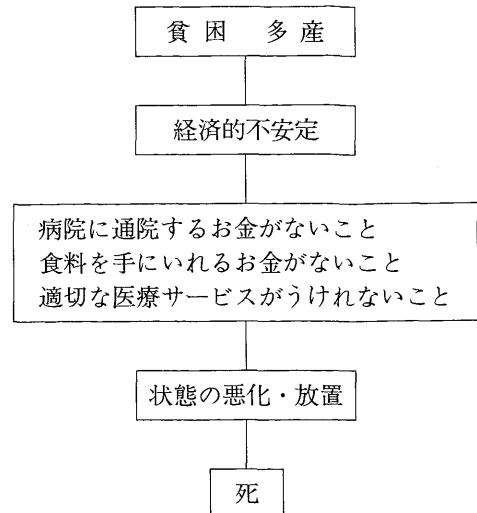 貧困　多産
経済的不安定
病院に通院するお金がないこと
食料を手にいれるお金がないこと
適切な医療サービスがうけれないこと
状態の悪化・放置
死